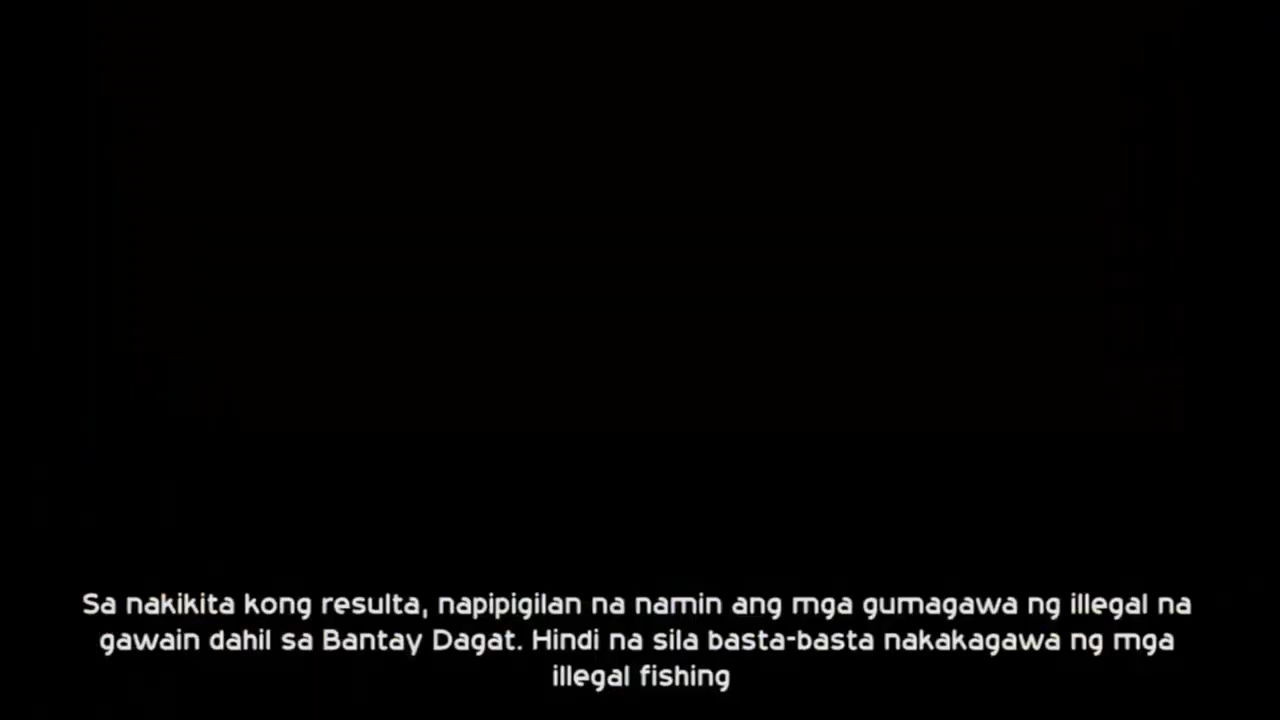 Sa nakikita kong resulta, napipigilan na namin ang mga gumagawa ng illegal na
gawain dahil sa Bantay Dagat. Hindi na sila basta-basta nakakagawa ng mga
illegal fishing